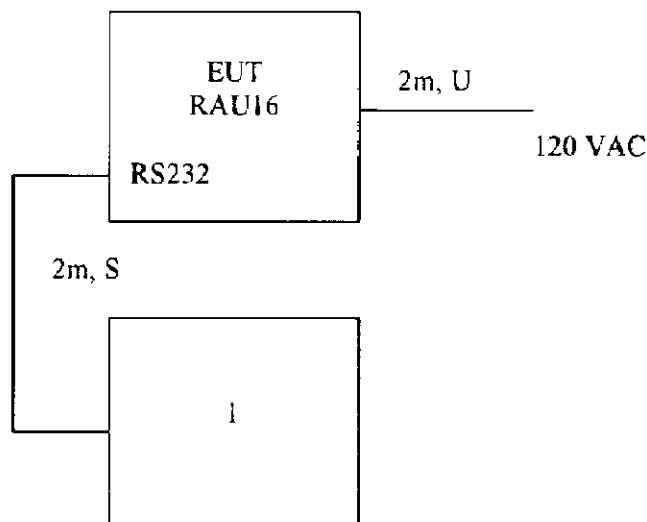 EUT
RAU16
2m, U
120 VAC
RS232
2m, S
1